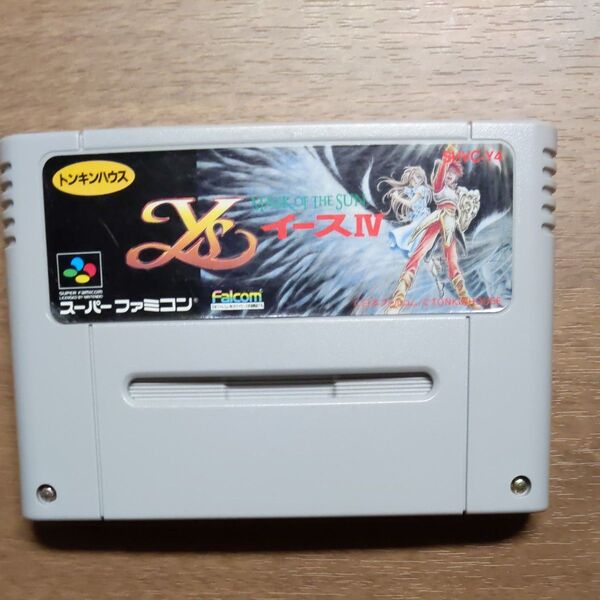 SHVC-Y4
トンキンハウス
Ys
MASK OF THE SUN
イースIV
SUPER FAMICOM
LICENSED BY NINTENDO
スーパーファミコン
Falcom
TONKINHOUSE